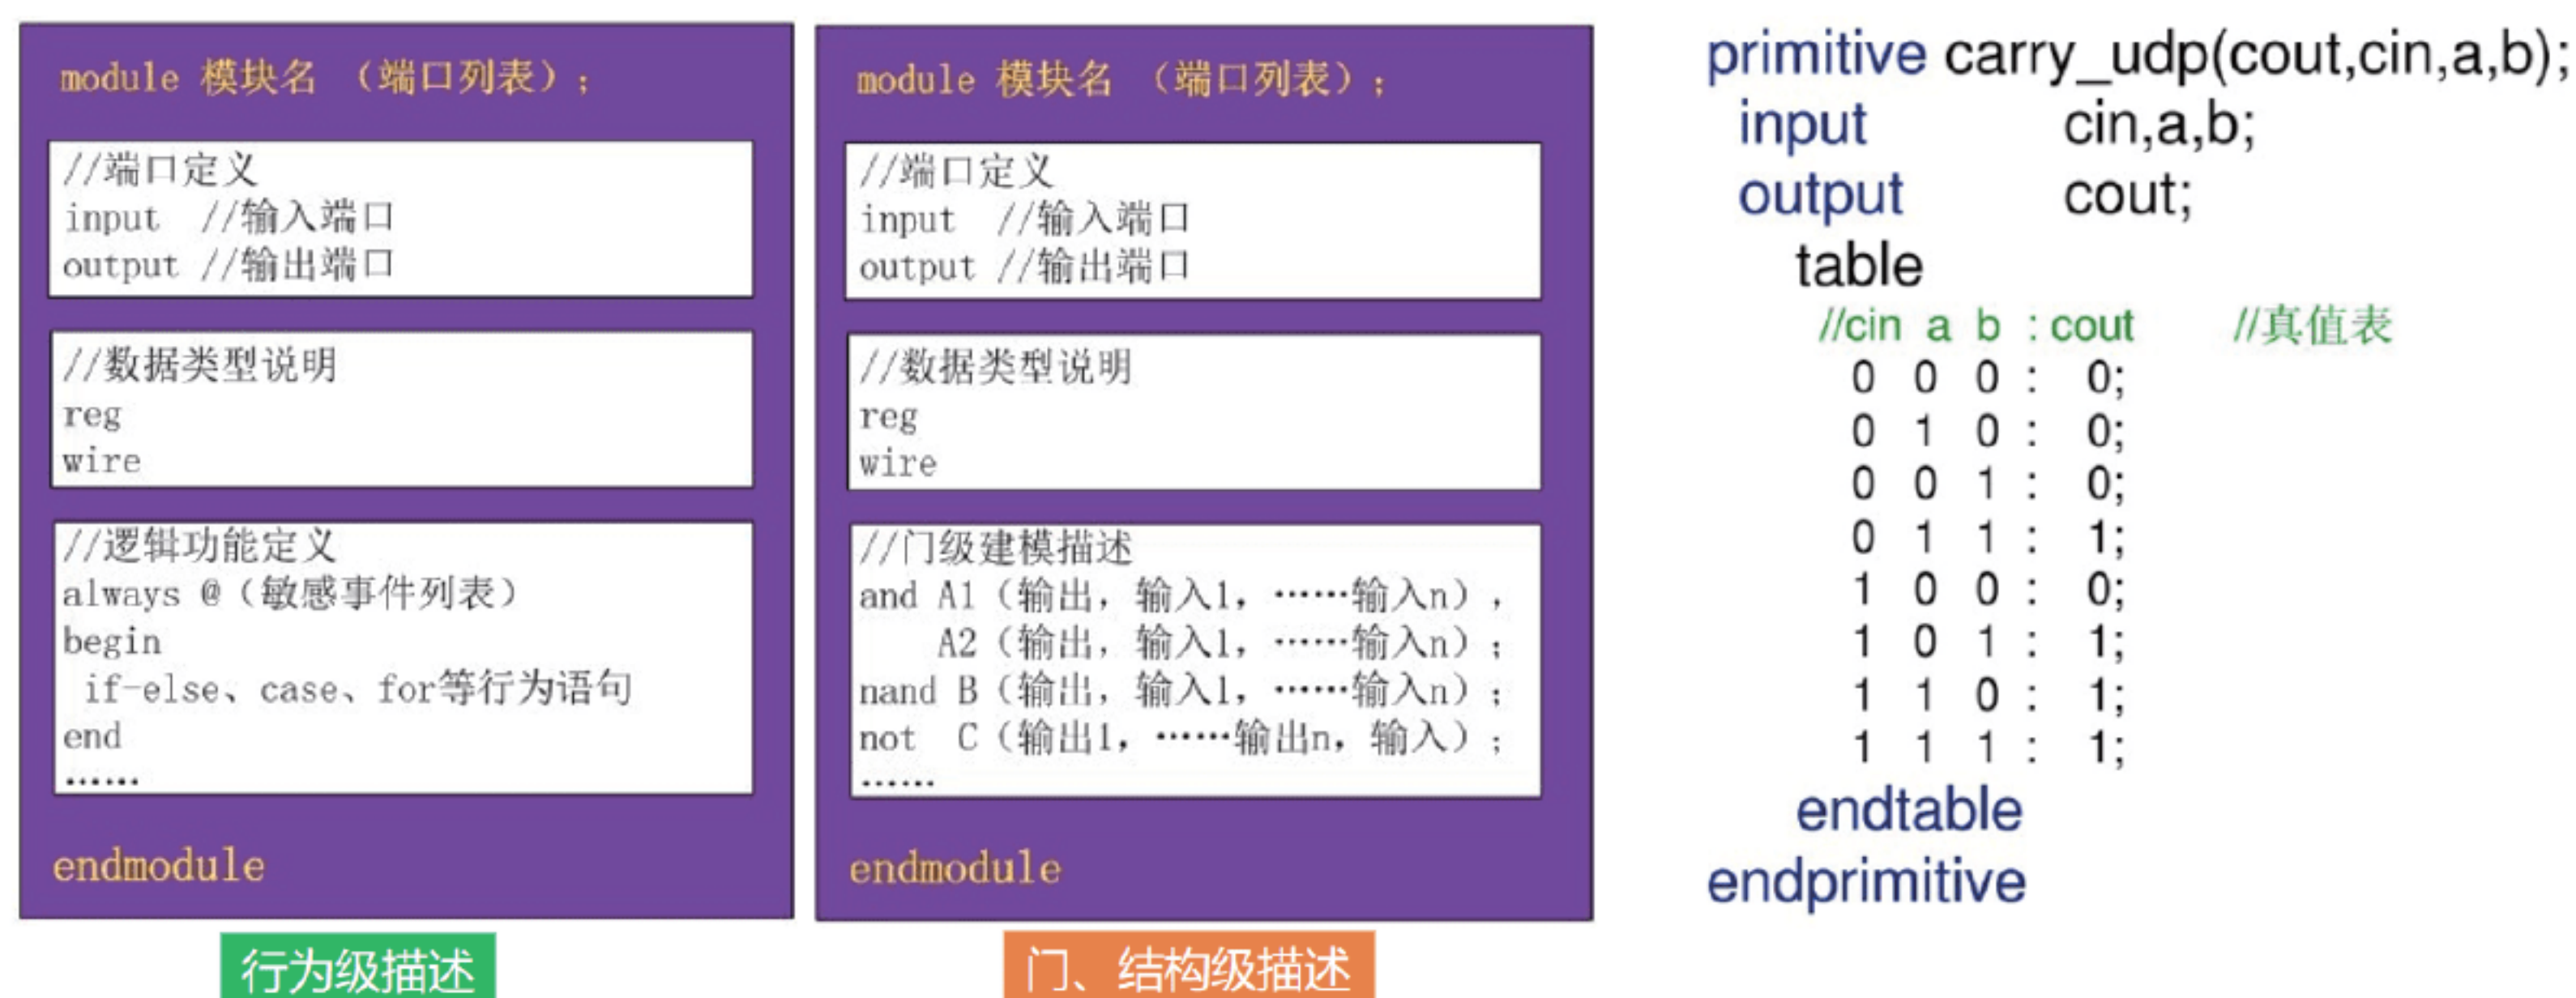 module 模块名 （端口列表）；
//端口定义
input //输入端口
output //输出端口
//数据类型说明
reg
wire
//逻辑功能定义
always @（敏感事件列表）
begin
if-else、case、for等行为语句
end
……
endmodule
行为级描述
module 模块名 （端口列表）；
//端口定义
input //输入端口
output //输出端口
//数据类型说明
reg
wire
//门级建模描述
and A1（输出，输入1，……输入n），
A2（输出，输入1，……输入n）；
nand B（输出，输入1，……输入n）；
not C（输出1，……输出n，输入）；
……
endmodule
门、结构级描述
primitive carry_udp(cout,cin,a,b);
input cin,a,b;
output cout;
table
//cin a b : cout //真值表
0 0 0 : 0;
0 1 0 : 0;
0 0 1 : 0;
0 1 1 : 1;
1 0 0 : 0;
1 0 1 : 1;
1 1 0 : 1;
1 1 1 : 1;
endtable
endprimitive